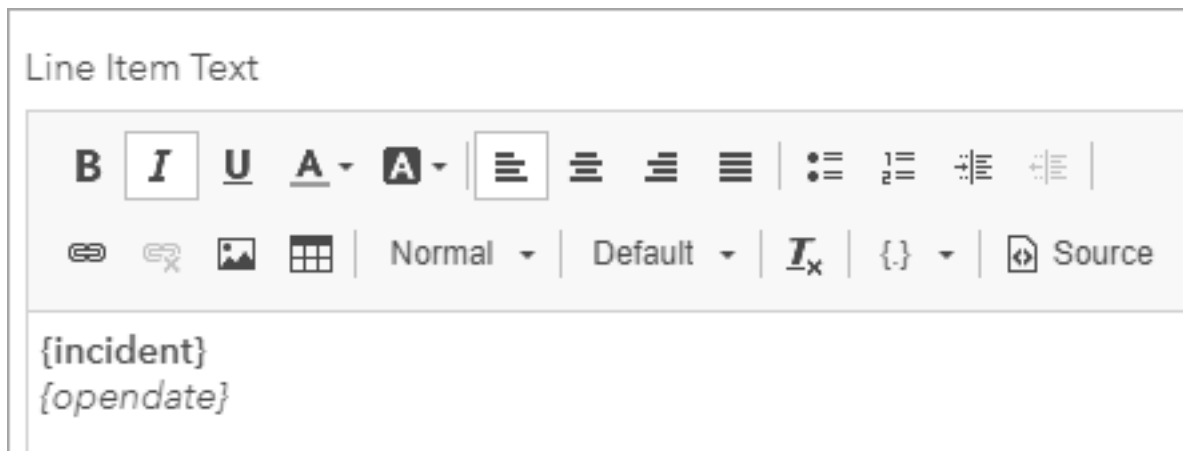 Line Item Text
B I U A A
Normal Default {.} Source
{incident}
{opendate}